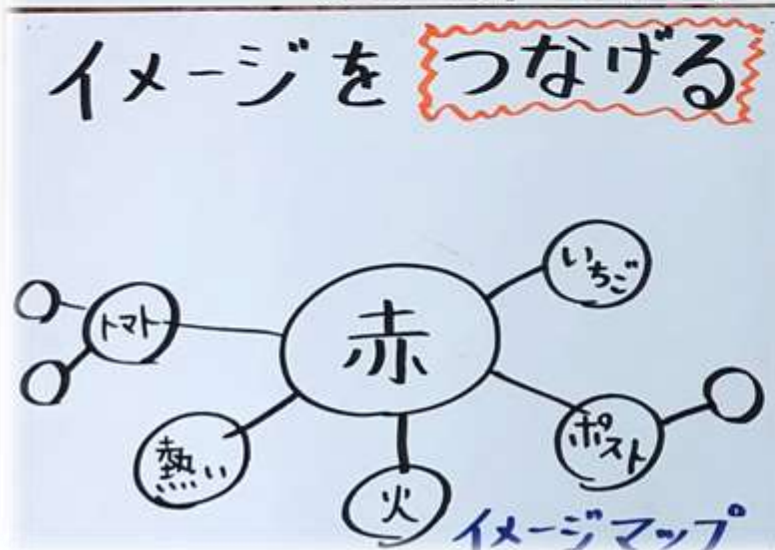 イメージを つなげる
いちご
トマト
赤
ポスト
熱い
火
イメージマップ